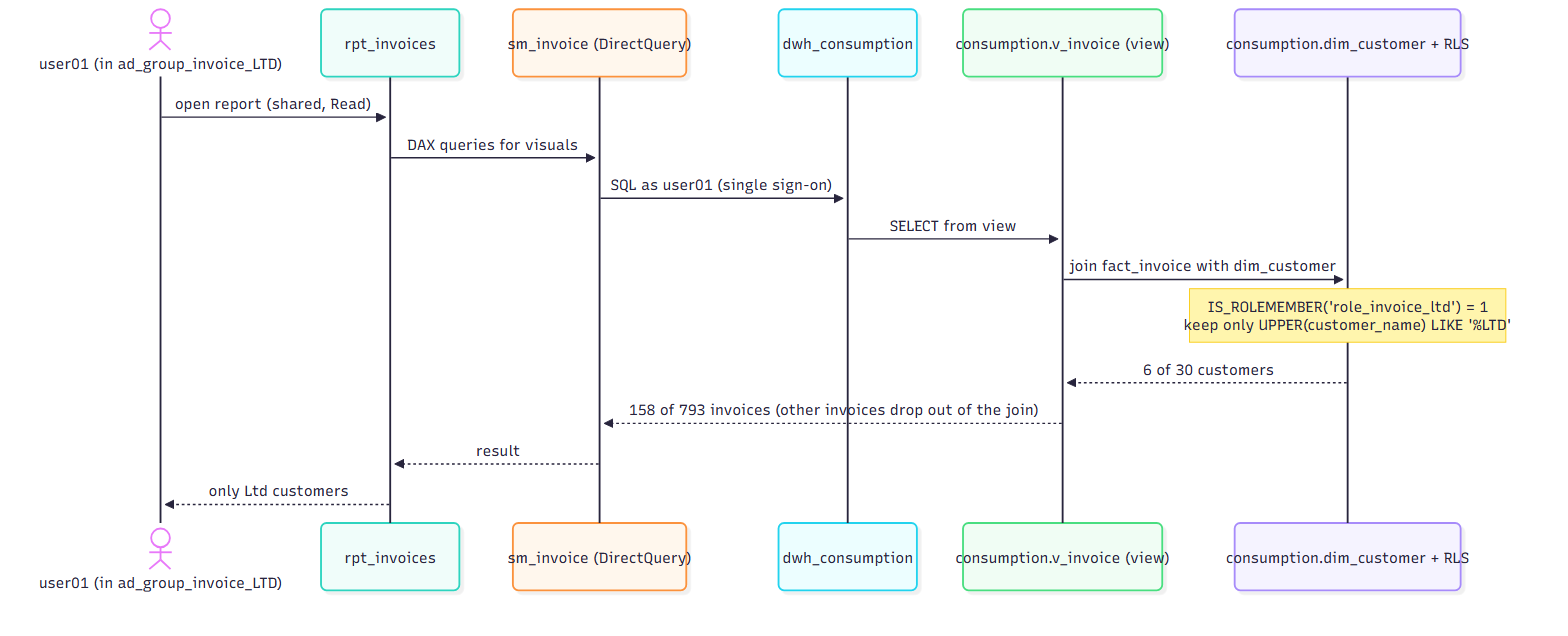 user01 (in ad_group_invoice_LTD)
rpt_invoices
sm_invoice (DirectQuery)
dwh_consumption
consumption.v_invoice (view)
consumption.dim_customer + RLS
open report (shared, Read)
DAX queries for visuals
SQL as user01 (single sign-on)
SELECT from view
join fact_invoice with dim_customer
IS_ROLEMEMBER('role_invoice_ltd') = 1
keep only UPPER(customer_name) LIKE '%LTD'
6 of 30 customers
158 of 793 invoices (other invoices drop out of the join)
result
only Ltd customers
user01 (in ad_group_invoice_LTD)
rpt_invoices
sm_invoice (DirectQuery)
dwh_consumption
consumption.v_invoice (view)
consumption.dim_customer + RLS